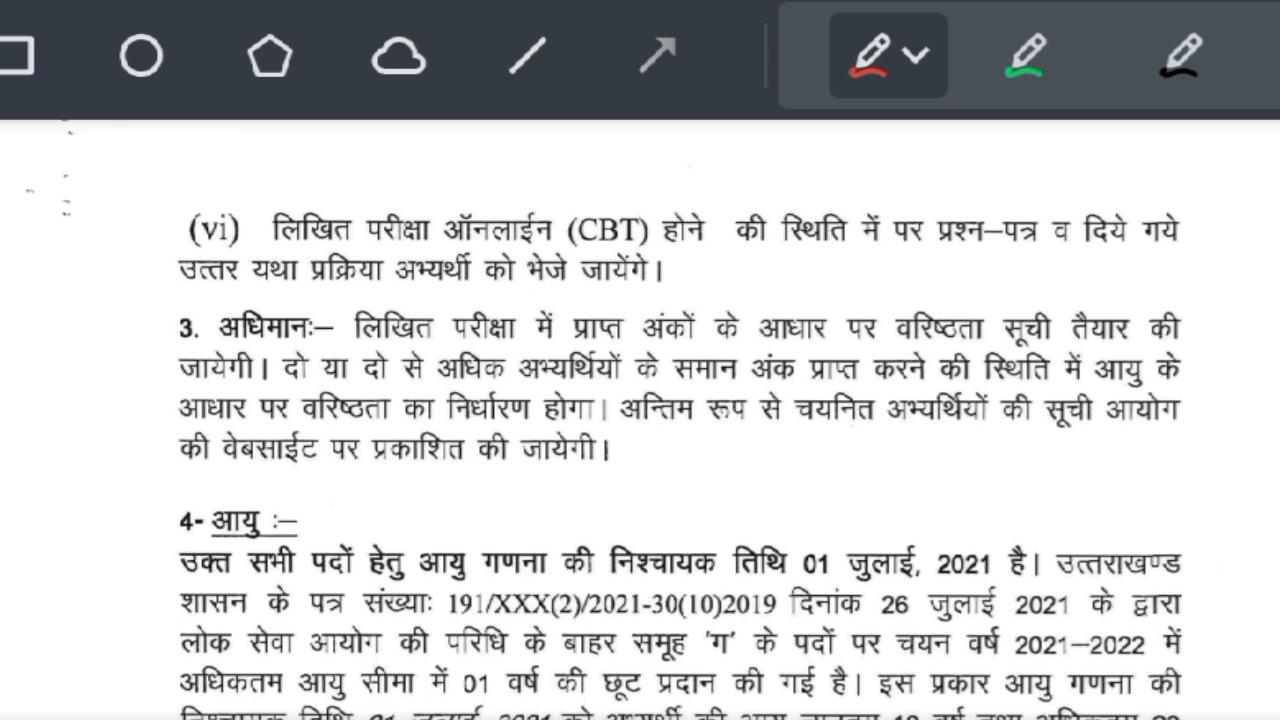 (vi) लिखित परीक्षा ऑनलाईन (CBT) होने की स्थिति में पर प्रश्न–पत्र व दिये गये
उत्तर यथा प्रक्रिया अभ्यर्थी को भेजे जायेंगे।
3. अधिमानः– लिखित परीक्षा में प्राप्त अंकों के आधार पर वरिष्ठता सूची तैयार की
जायेगी। दो या दो से अधिक अभ्यर्थियों के समान अंक प्राप्त करने की स्थिति में आयु के
आधार पर वरिष्ठता का निर्धारण होगा। अन्तिम रूप से चयनित अभ्यर्थियों की सूची आयोग
की वेबसाईट पर प्रकाशित की जायेगी।
4- आयु :–
उक्त सभी पदों हेतु आयु गणना की निश्चायक तिथि 01 जुलाई, 2021 है। उत्तराखण्ड
शासन के पत्र संख्याः 191/XXX(2)/2021-30(10)2019 दिनांक 26 जुलाई 2021 के द्वारा
लोक सेवा आयोग की परिधि के बाहर समूह 'ग' के पदों पर चयन वर्ष 2021–2022 में
अधिकतम आयु सीमा में 01 वर्ष की छूट प्रदान की गई है। इस प्रकार आयु गणना की